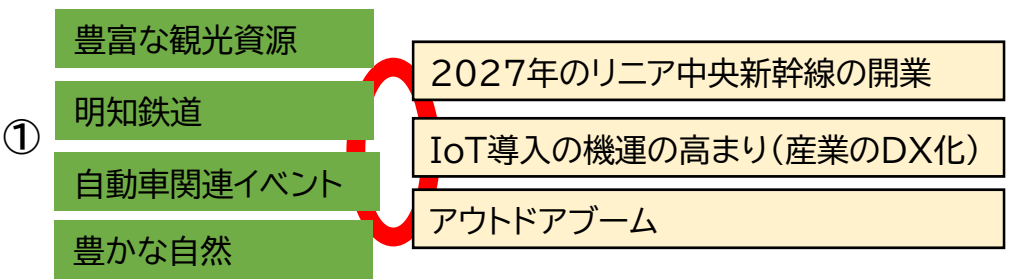 ①
豊富な観光資源
明知鉄道
自動車関連イベント
豊かな自然
2027年のリニア中央新幹線の開業
IoT導入の機運の高まり(産業のDX化)
アウトドアブーム